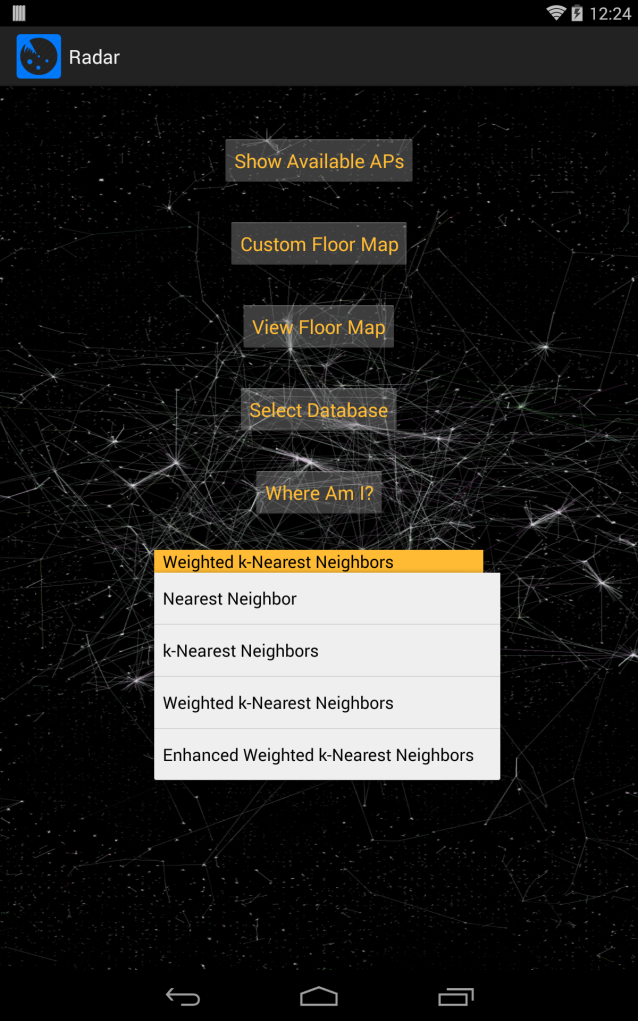 12:24
Radar
Show Available APs
Custom Floor Map
View Floor Map
Select Database
Where Am I?
Weighted k-Nearest Neighbors
Nearest Neighbor
k-Nearest Neighbors
Weighted k-Nearest Neighbors
Enhanced Weighted k-Nearest Neighbors